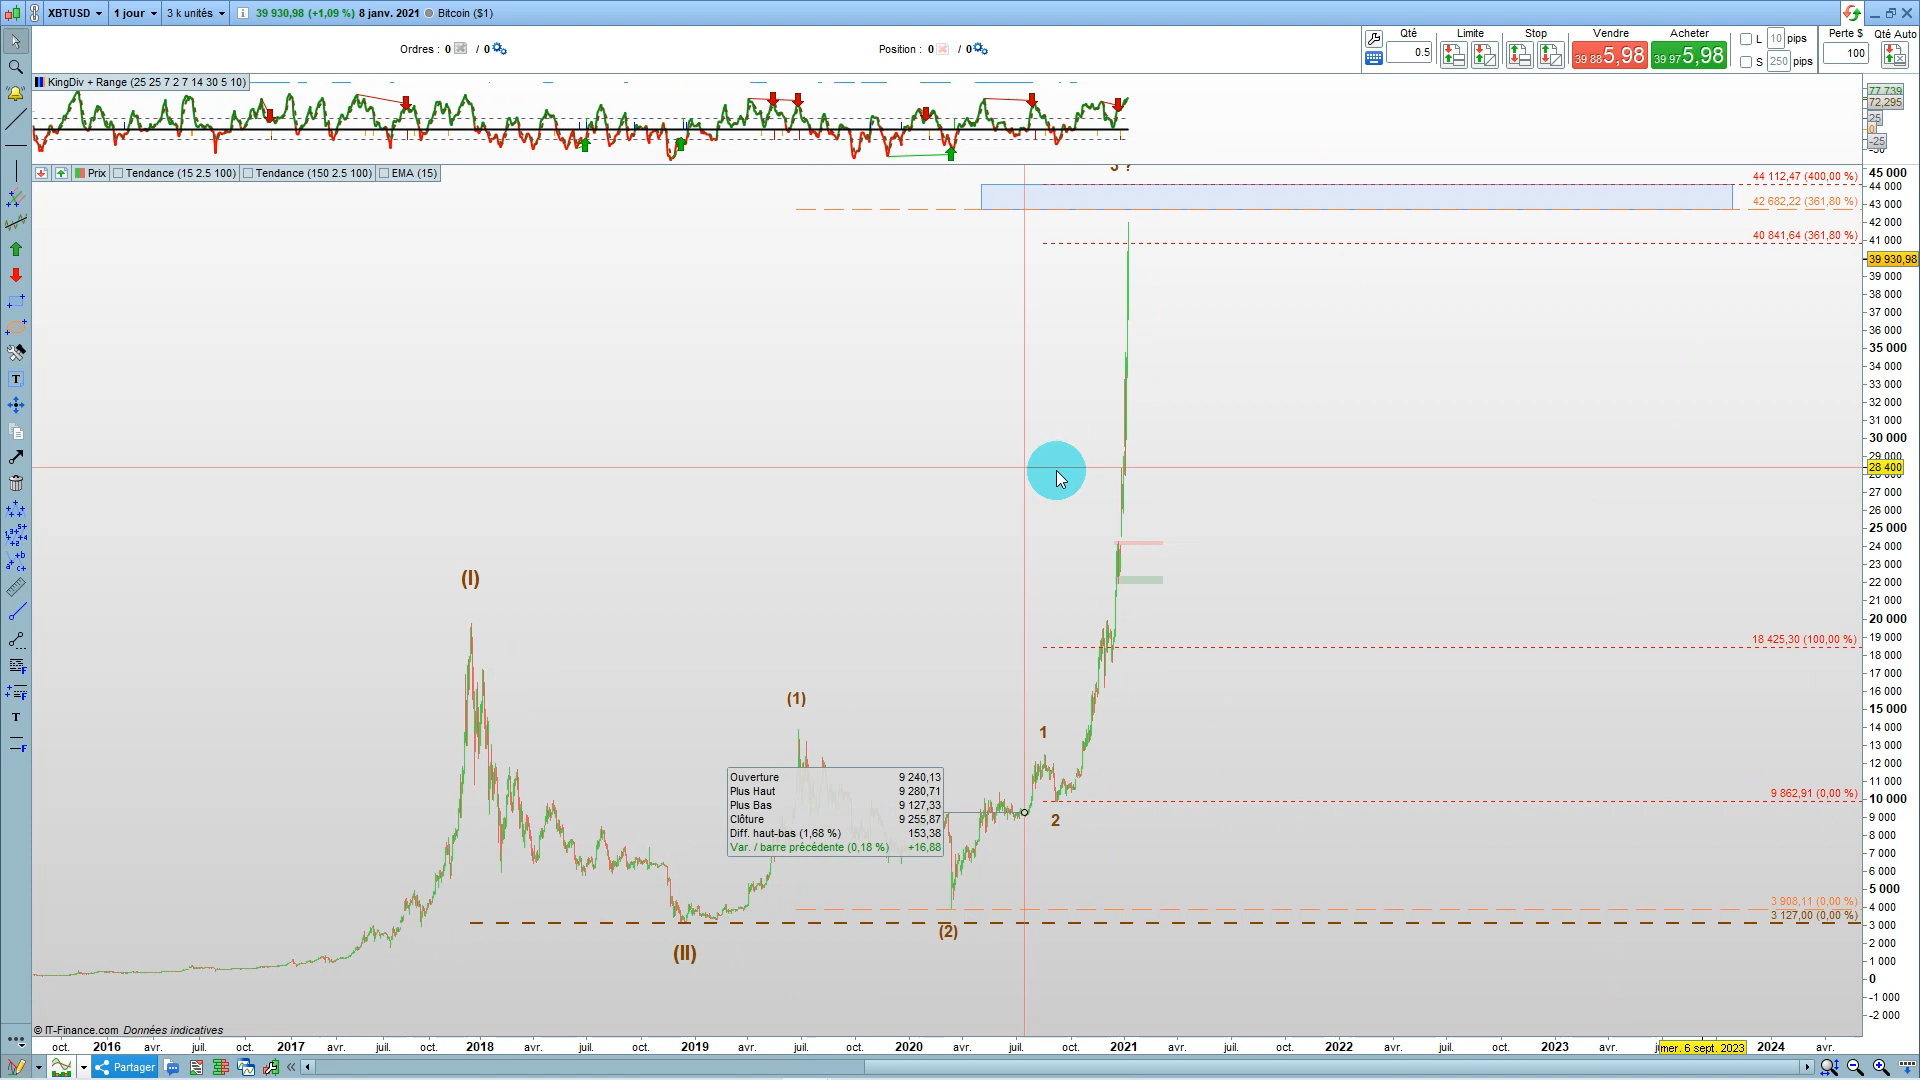 XBTUSD 1 jour 3 k unités 39 930,98 (+1,09 %) 8 janv. 2021 Bitcoin ($1)
Ordres : 0 / 0 Position : 0 / 0
Qté Limite Stop Vendre Acheter L 10 pips Perte $ Qté Auto
0.5 39 885,98 39 975,98 S 250 pips 100
KingDiv + Range (25 25 7 2 7 14 30 5 10)
77.739
72,295
25
0
-25
-50
Prix Tendance (15 2.5 100) Tendance (150 2.5 100) EMA (15)
3 ?
44 112,47 (400,00 %)
42 682,22 (361,80 %)
40 841,64 (361,80 %)
18 425,30 (100,00 %)
9 862,91 (0,00 %)
3 908,11 (0,00 %)
3 127,00 (0,00 %)
45 000
44 000
43 000
42 000
41 000
39 930,98
39 000
38 000
37 000
36 000
35 000
34 000
33 000
32 000
31 000
30 000
29 000
28 400
27 000
26 000
25 000
24 000
23 000
22 000
21 000
20 000
19 000
18 000
17 000
16 000
15 000
14 000
13 000
12 000
11 000
10 000
9 000
8 000
7 000
6 000
5 000
4 000
3 000
2 000
1 000
0
-1 000
-2 000
(I)
(1)
1
2
(2)
(II)
Ouverture 9 240,13
Plus Haut 9 280,71
Plus Bas 9 127,33
Clôture 9 255,87
Diff. haut-bas (1,68 %) 153,38
Var. / barre précédente (0,18 %) +16,88
© IT-Finance.com Données indicatives
oct. 2016 avr. juil. oct. 2017 avr. juil. oct. 2018 avr. juil. oct. 2019 avr. juil. oct. 2020 avr. juil. oct. 2021 avr. juil. oct. 2022 avr. juil. oct. 2023 avr. mer. 6 sept. 2023 2024 avr.
Partager